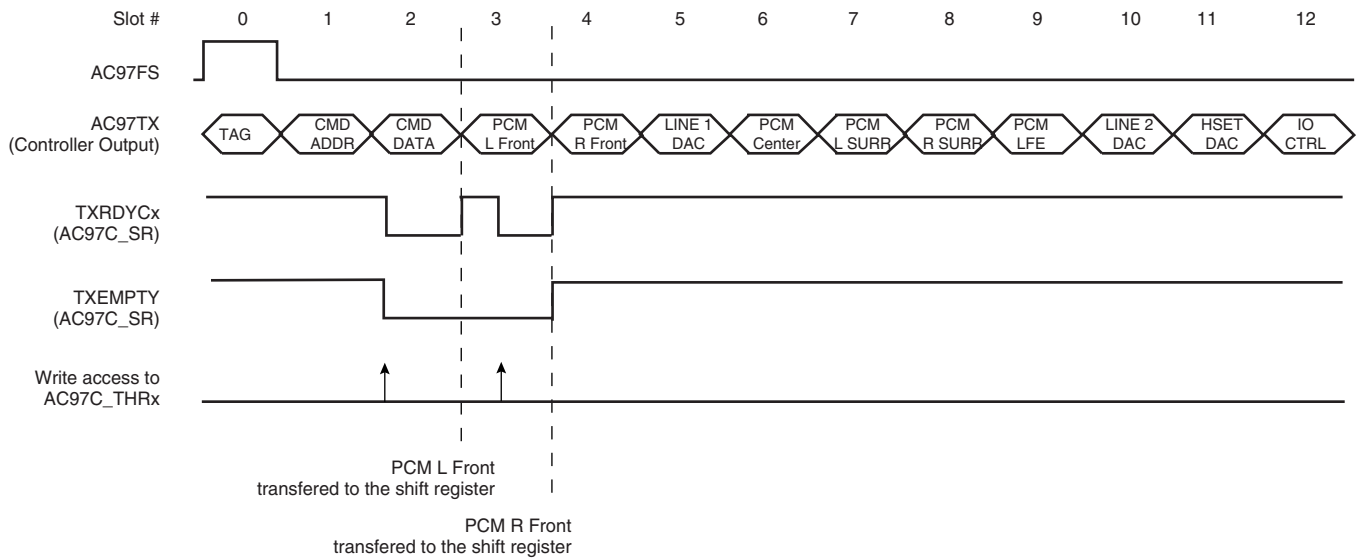 Slot # 0 1 2 3 4 5 6 7 8 9 10 11 12
AC97FS
AC97TX
(Controller Output)
TAG
CMD
ADDR
CMD
DATA
PCM
L Front
PCM
R Front
LINE 1
DAC
PCM
Center
PCM
L SURR
PCM
R SURR
PCM
LFE
LINE 2
DAC
HSET
DAC
IO
CTRL
TXRDYCx
(AC97C_SR)
TXEMPTY
(AC97C_SR)
Write access to
AC97C_THRx
PCM L Front
transfered to the shift register
PCM R Front
transfered to the shift register